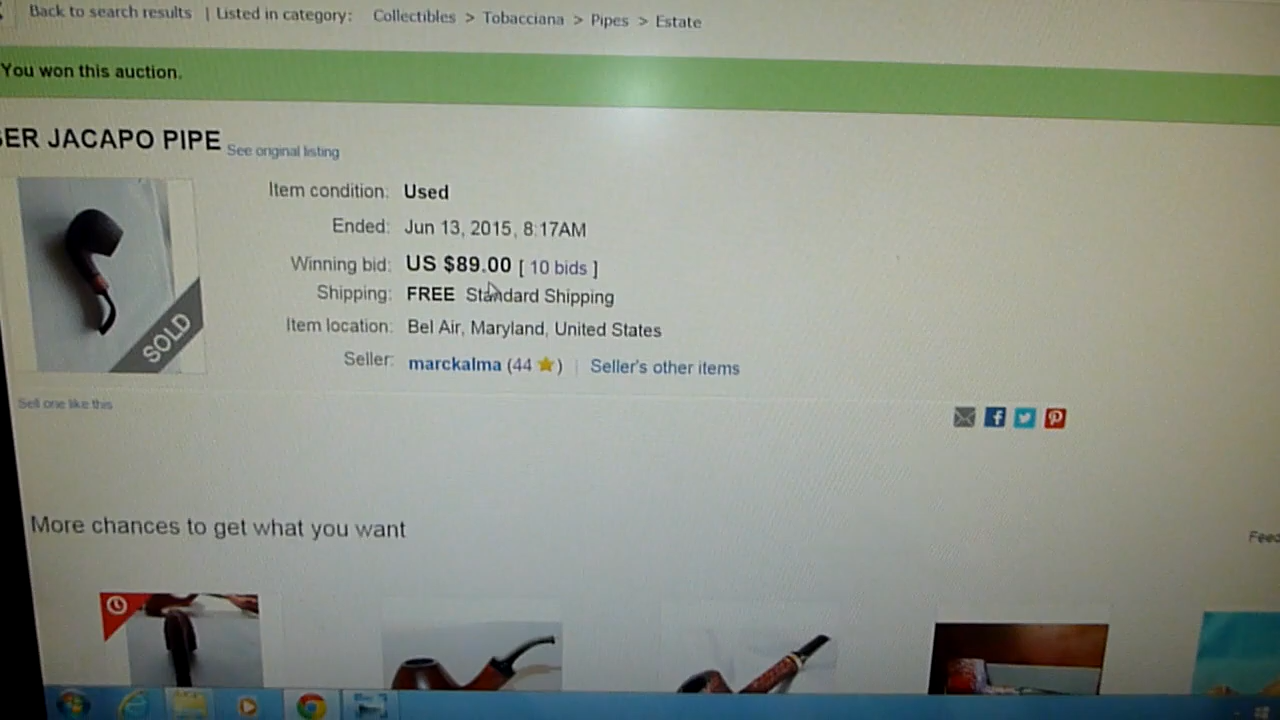 Back to search results | Listed in category: Collectibles > Tobacciana > Pipes > Estate
You won this auction.
SER JACAPO PIPE See original listing
Item condition: Used
Ended: Jun 13, 2015, 8:17AM
Winning bid: US $89.00 [ 10 bids ]
Shipping: FREE Standard Shipping
Item location: Bel Air, Maryland, United States
Seller: marckalma (44 ) | Seller's other items
SOLD
Sell one like this
More chances to get what you want